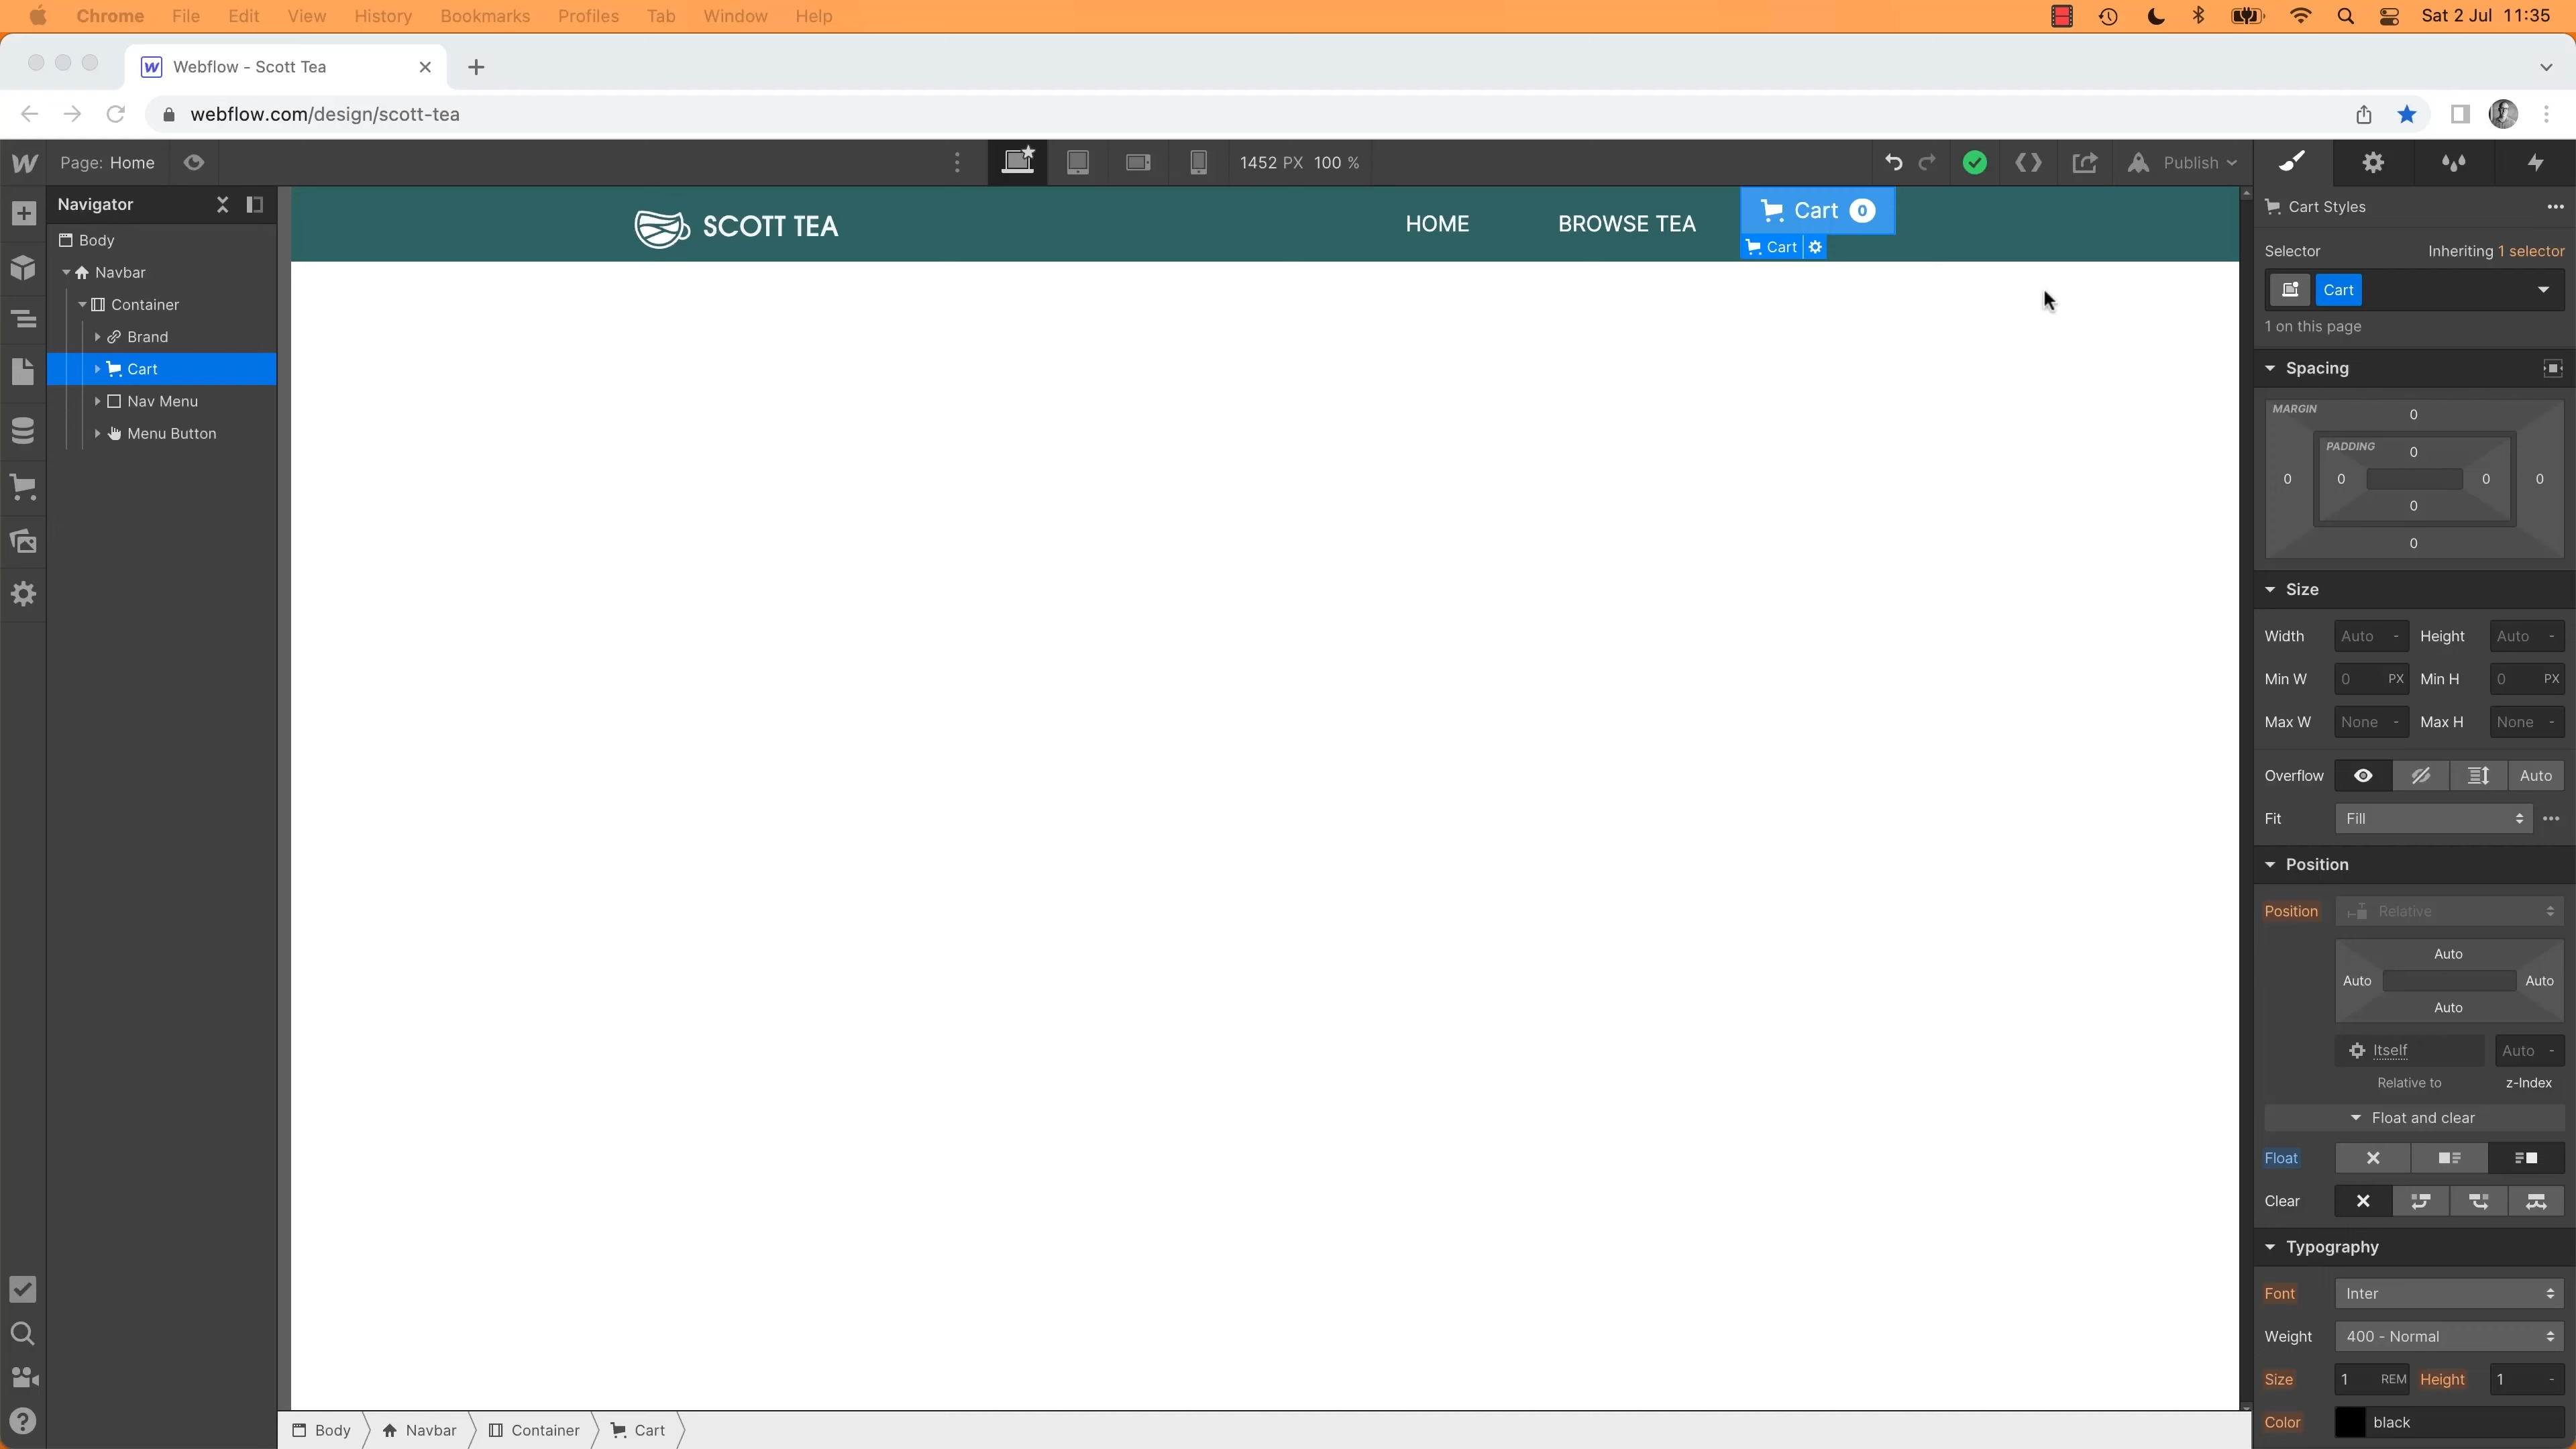 Chrome File Edit View History Bookmarks Profiles Tab Window Help Sat 2 Jul 11:35
Webflow - Scott Tea
webflow.com/design/scott-tea
Page: Home 1452 PX 100 % Publish
Navigator
Body
Navbar
Container
Brand
Cart
Nav Menu
Menu Button
SCOTT TEA HOME BROWSE TEA Cart 0
Cart
Cart Styles
Selector Inheriting 1 selector
Cart
1 on this page
Spacing
MARGIN 0
PADDING 0
0 0 0 0
0
0
Size
Width Auto - Height Auto -
Min W 0 PX Min H 0 PX
Max W None - Max H None -
Overflow Auto
Fit Fill
Position
Position Relative
Auto
Auto Auto
Auto
Itself Auto -
Relative to z-Index
Float and clear
Float
Clear
Typography
Font Inter
Weight 400 - Normal
Size 1 REM Height 1 -
Color black
Body Navbar Container Cart